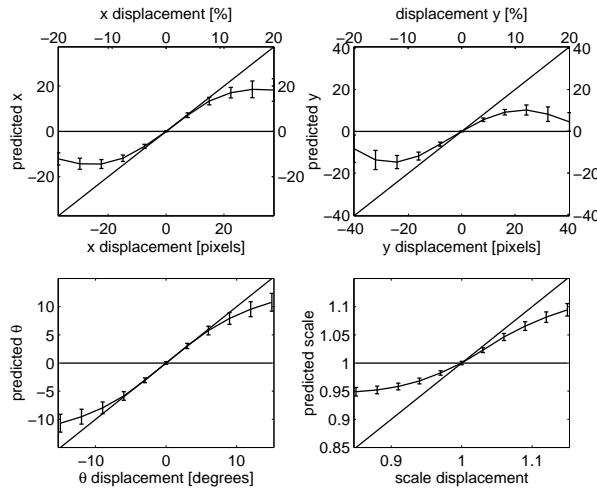 x displacement [%]
−20 −10 0 10 20
predicted x
20
0
−20
20
0
−20
−20 0 20
x displacement [pixels]
displacement y [%]
−20 −10 0 10 20
predicted y
40
20
0
−20
−40
40
20
0
−20
−40
−40 −20 0 20 40
y displacement [pixels]
predicted θ
10
5
0
−5
−10
−10 0 10
θ displacement [degrees]
predicted scale
1.1
1.05
1
0.95
0.9
0.85
0.9 1 1.1
scale displacement